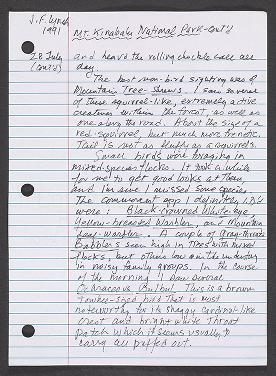 J.F. Lynch
1991
Mt. Kinabalu National Park - cont'd
28 July
(cont'd)
and heard the rolling chuckle call all
day.
The best non-bird sighting was of
Mountain Tree-Shrews. I saw several
of these squirrel-like, extremely active
creatures within the forest, as well as
one along the road. About the size of a
red squirrel, but much more frenetic.
Tail is not as fluffy as a squirrel's.
Small birds were foraging in
mixed-species flocks. It took a while
for me to get good looks at them
and I'm sure I missed some species.
The commonest spp I definitely I.D.'d
were: Black-crowned White-eye,
Yellow-breasted Warbler, and Mountain
Leaf-warbler. A couple of Gray-throated
Babblers seen high in trees with mixed
flocks, but others low in the understory
in noisy family groups. In the course
of the morning I saw several
Ochraceous Bulbul. This is a brown
Towhee-sized bird that is most
noteworthy for its shaggy cardinal-like
crest and bright white throat
patch which it seems usually to
carry all puffed out.